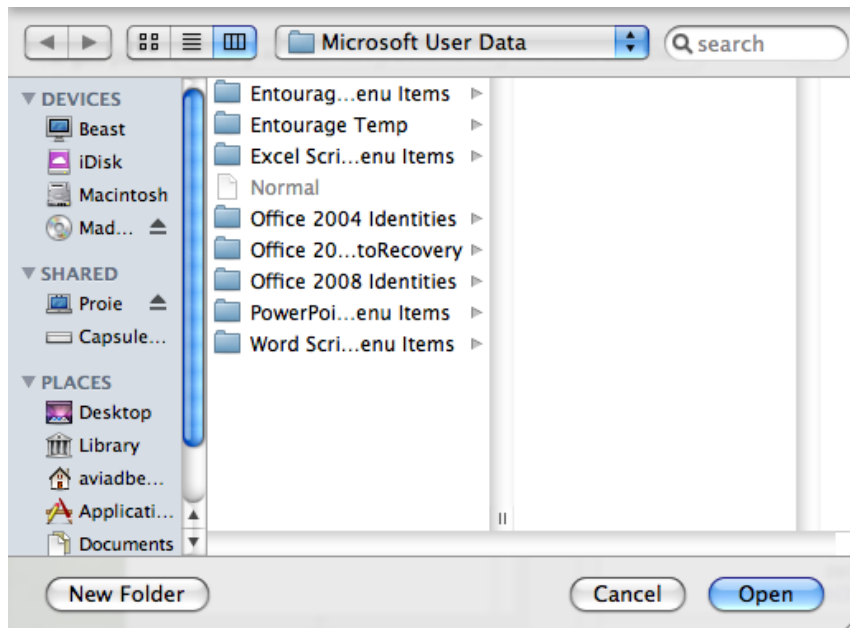 Microsoft User Data
search
DEVICES
Beast
iDisk
Macintosh
Mad...
SHARED
Proie
Capsule...
PLACES
Desktop
Library
aviadbe...
Applicati...
Documents
Entourag...enu Items
Entourage Temp
Excel Scri...enu Items
Normal
Office 2004 Identities
Office 20...toRecovery
Office 2008 Identities
PowerPoi...enu Items
Word Scri...enu Items
New Folder
Cancel
Open